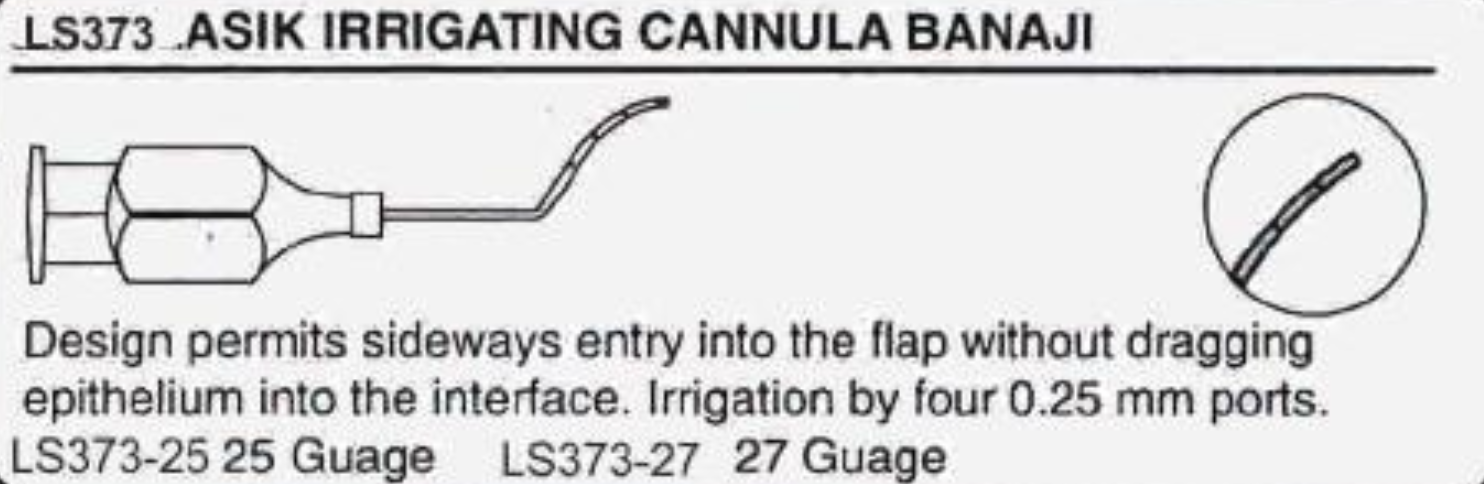 LS373 .ASIK IRRIGATING CANNULA BANAJI
Design permits sideways entry into the flap without dragging
epithelium into the interface. Irrigation by four 0.25 mm ports.
LS373-25 25 Guage LS373-27 27 Guage